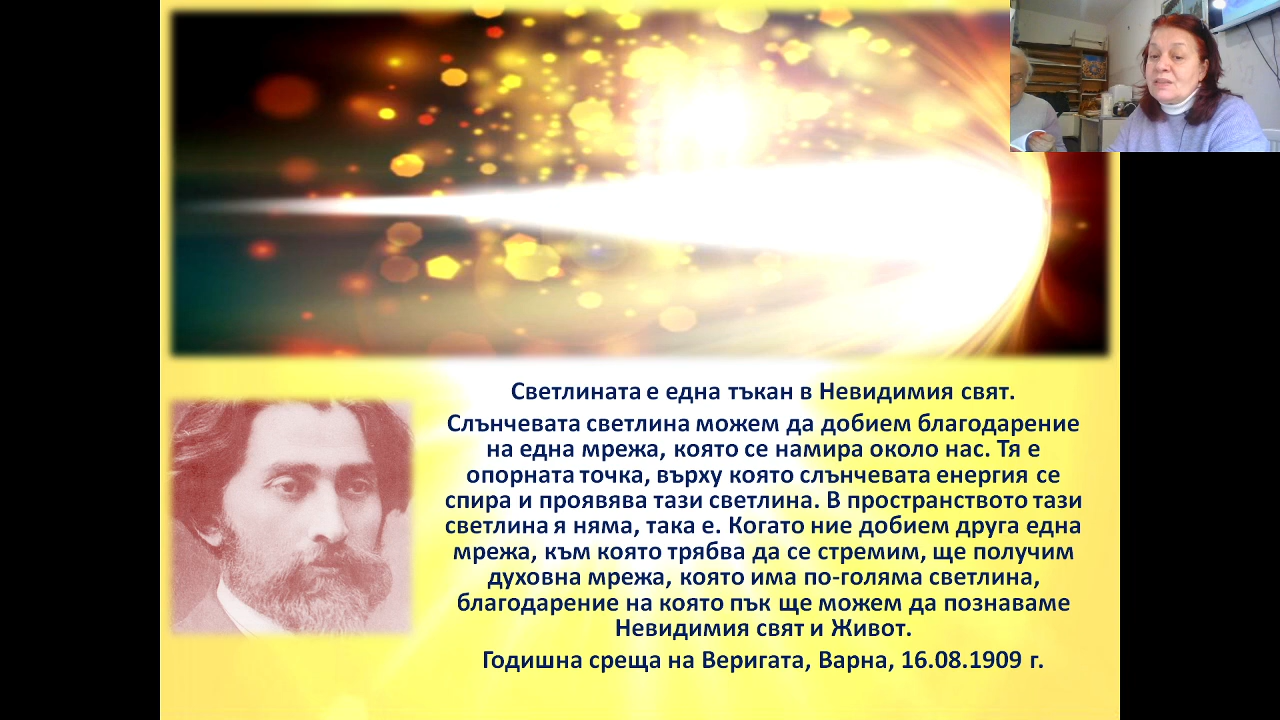 Светлината е една тъкан в Невидимия свят.
Слънчевата светлина можем да добием благодарение
на една мрежа, която се намира около нас. Тя е
опорната точка, върху която слънчевата енергия се
спира и проявява тази светлина. В пространството тази
светлина я няма, така е. Когато ние добием друга една
мрежа, към която трябва да се стремим, ще получим
духовна мрежа, която има по-голяма светлина,
благодарение на която пък ще можем да познаваме
Невидимия свят и Живот.
Годишна среща на Веригата, Варна, 16.08.1909 г.